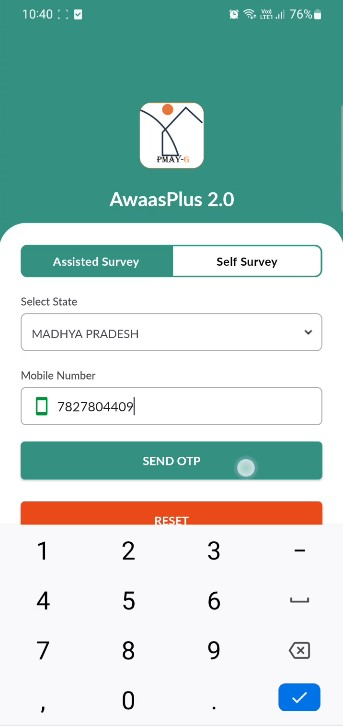 10:40 76%
PMAY-G
AwaasPlus 2.0
Assisted Survey Self Survey
Select State
MADHYA PRADESH
Mobile Number
7827804409
SEND OTP
RESET
1 2 3 -
4 5 6
7 8 9
, 0 .